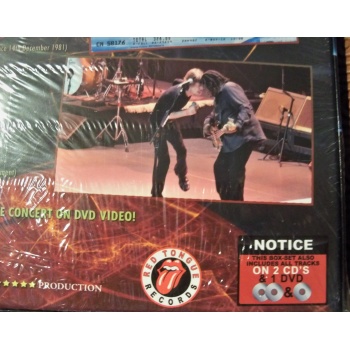 14th December 1981)
E CONCERT ON DVD VIDEO!
RED TONGUE
RECORDS
NOTICE
THIS BOX-SET ALSO
INCLUDES ALL TRACKS
ON 2 CD'S
& 1 DVD
&
★★★★★ PRODUCTION